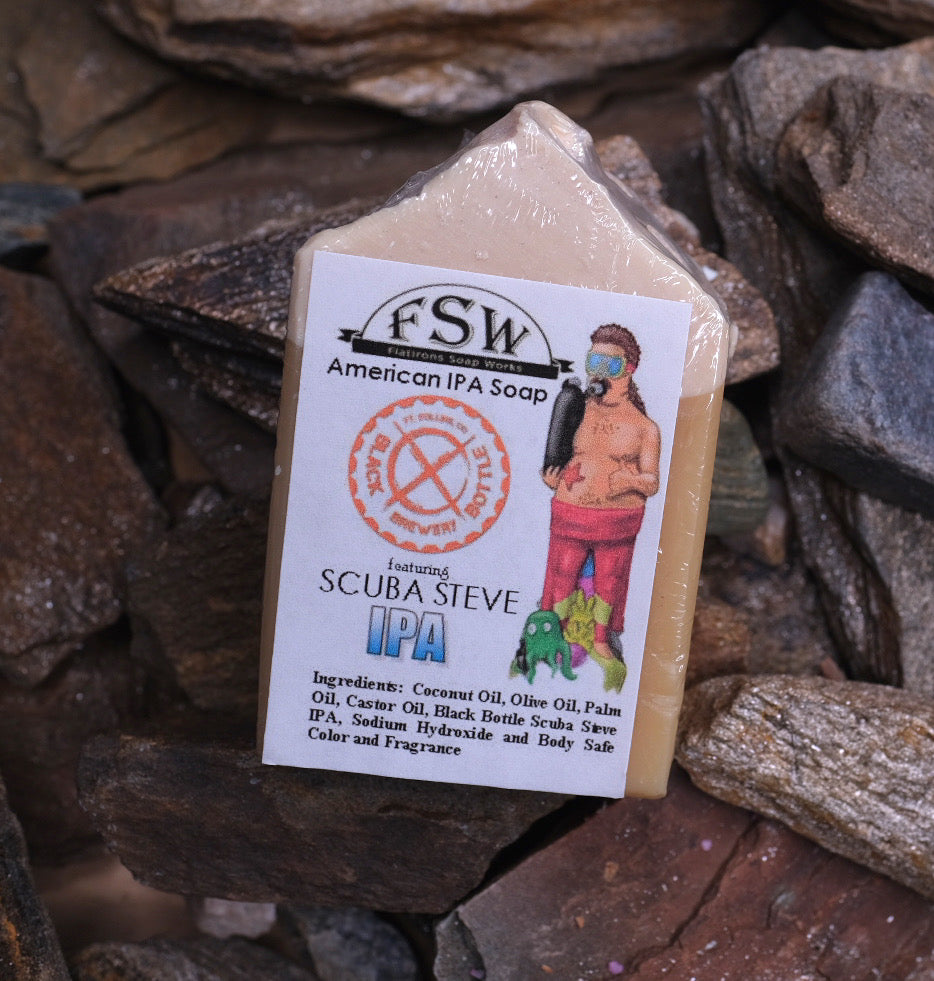 FSW
Flatirons Soap Works
American IPA Soap
FT. COLLINS, CO
BLACK BOTTLE
BREWERY
featuring
SCUBA STEVE
IPA
Ingredients: Coconut Oil, Olive Oil, Palm
Oil, Castor Oil, Black Bottle Scuba Steve
IPA, Sodium Hydroxide and Body Safe
Color and Fragrance